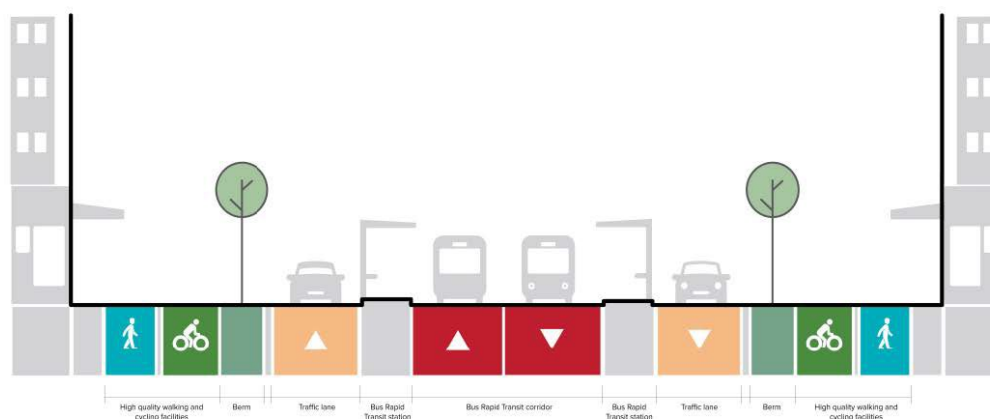 High quality walking and
cycling facilities
Berm
Traffic lane
Bus Rapid
Transit station
Bus Rapid Transit corridor
Bus Rapid
Transit station
Traffic lane
Berm
High quality walking and
cycling facilities